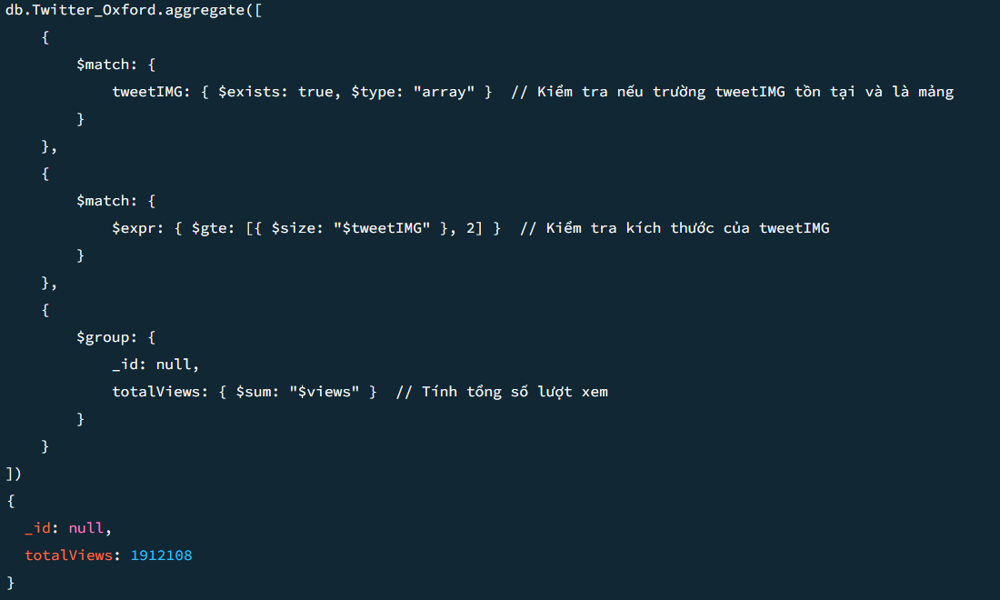 db.Twitter_Oxford.aggregate([
    {
        $match: {
            tweetIMG: { $exists: true, $type: "array" }  // Kiểm tra nếu trường tweetIMG tồn tại và là mảng
        }
    },
    {
        $match: {
            $expr: { $gte: [{ $size: "$tweetIMG" }, 2] }  // Kiểm tra kích thước của tweetIMG
        }
    },
    {
        $group: {
            _id: null,
            totalViews: { $sum: "$views" }  // Tính tổng số lượt xem
        }
    }
])
{
  _id: null,
  totalViews: 1912108
}